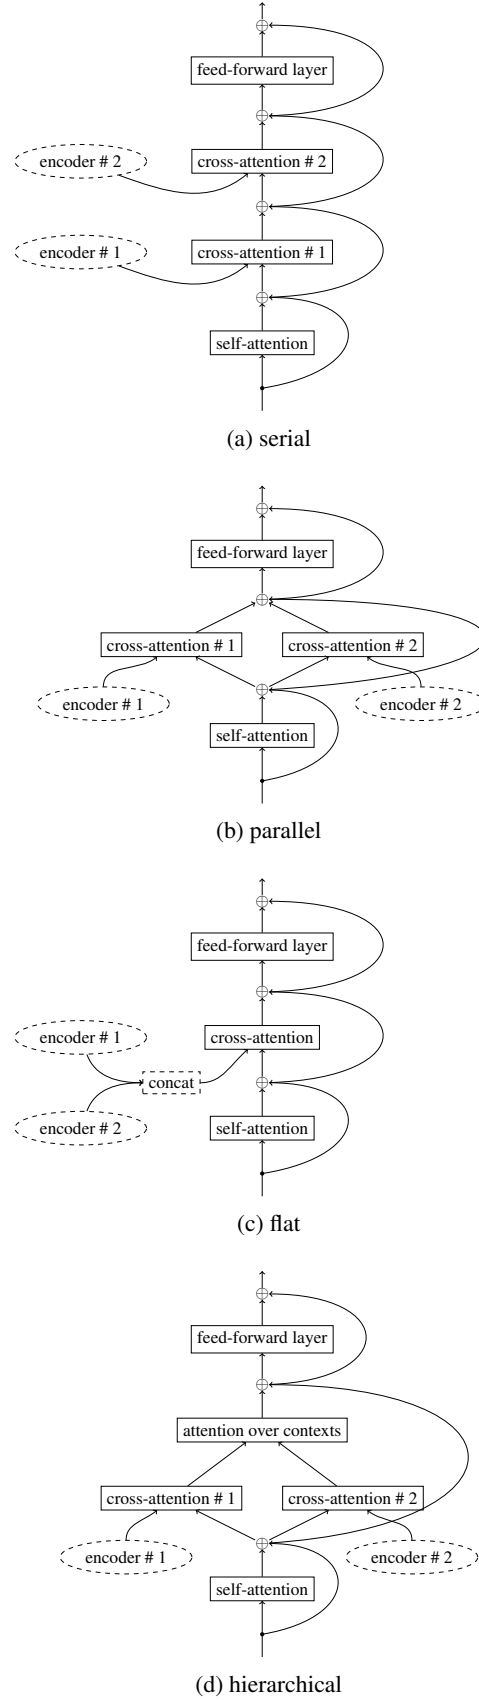 feed-forward layer
encoder # 2
cross-attention # 2
encoder # 1
cross-attention # 1
self-attention
(a) serial
feed-forward layer
cross-attention # 1
cross-attention # 2
encoder # 1
encoder # 2
self-attention
(b) parallel
feed-forward layer
encoder # 1
cross-attention
concat
encoder # 2
self-attention
(c) flat
feed-forward layer
attention over contexts
cross-attention # 1
cross-attention # 2
encoder # 1
encoder # 2
self-attention
(d) hierarchical